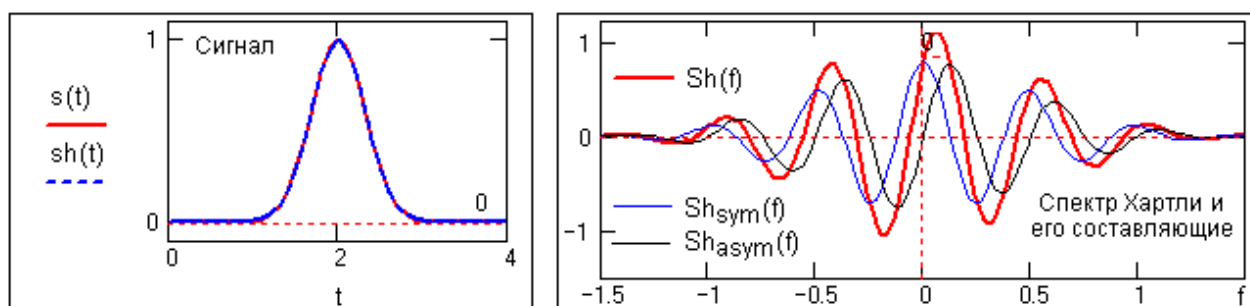 Сигнал
s(t)
sh(t)
1
0
0
0
2
4
t
Sh(f)
Sh_sym(f)
Sh_asym(f)
Спектр Хартли и
его составляющие
1
0
-1
0
-1.5
-1
-0.5
0
0.5
1
f